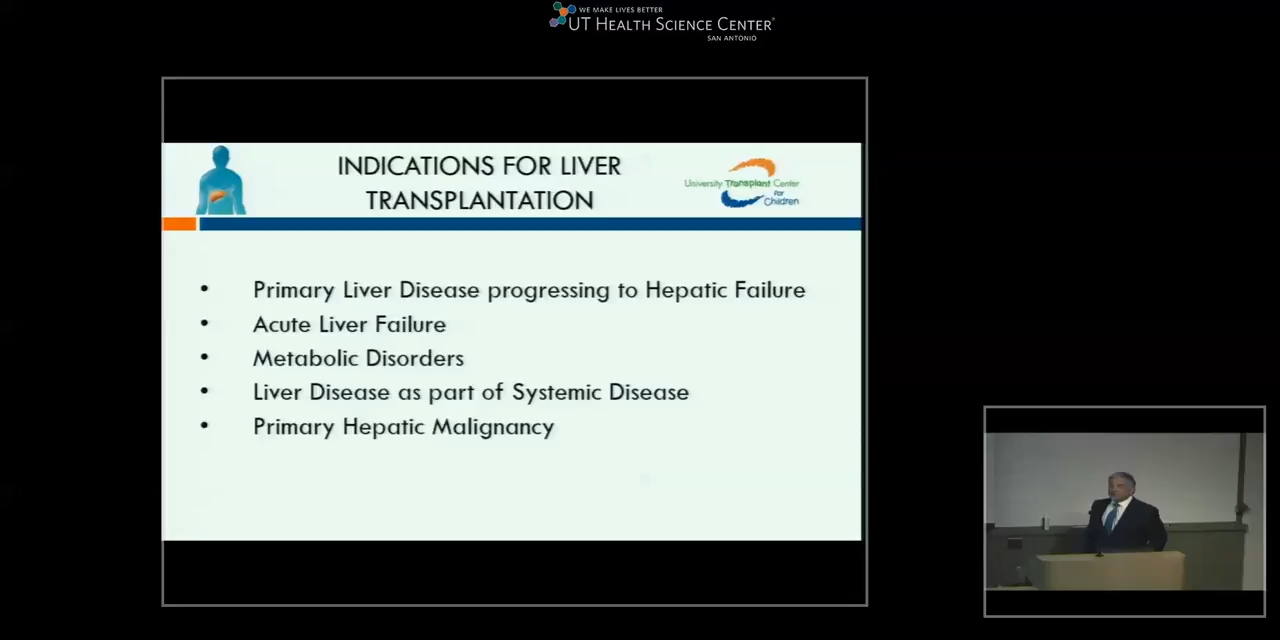 WE MAKE LIVES BETTER
UT HEALTH SCIENCE CENTER®
SAN ANTONIO
INDICATIONS FOR LIVER
TRANSPLANTATION
University Transplant Center
for
Children
• Primary Liver Disease progressing to Hepatic Failure
• Acute Liver Failure
• Metabolic Disorders
• Liver Disease as part of Systemic Disease
• Primary Hepatic Malignancy